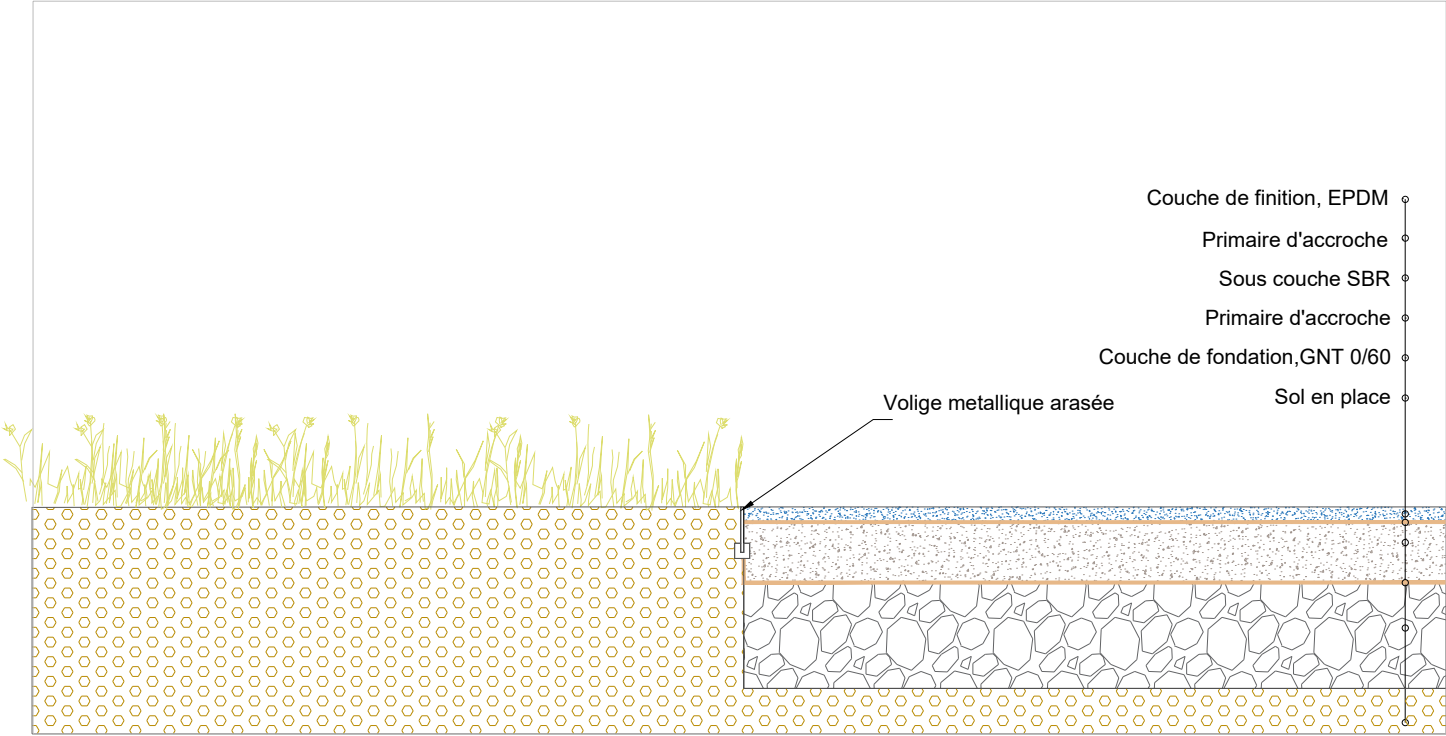 Couche de finition, EPDM
Primaire d'accroche
Sous couche SBR
Primaire d'accroche
Couche de fondation,GNT 0/60
Sol en place
Volige metallique arasée